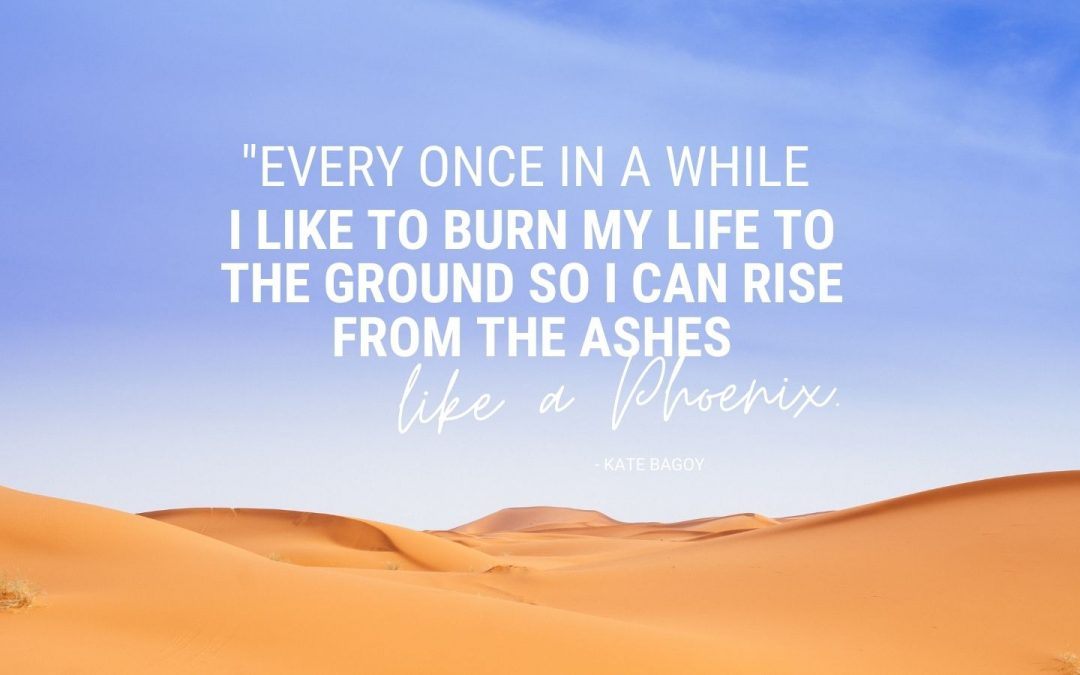 "EVERY ONCE IN A WHILE
I LIKE TO BURN MY LIFE TO
THE GROUND SO I CAN RISE
FROM THE ASHES
like a Phoenix.
- KATE BAGOY